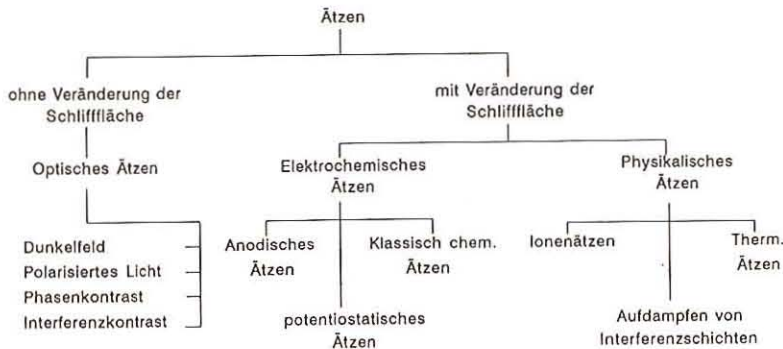 Ätzen
ohne Veränderung der
Schlifffläche
mit Veränderung der
Schlifffläche
Optisches Ätzen
Elektrochemisches
Ätzen
Physikalisches
Ätzen
Dunkelfeld
Polarisiertes Licht
Phasenkontrast
Interferenzkontrast
Anodisches
Ätzen
Klassisch chem.
Ätzen
potentiostatisches
Ätzen
Ionenätzen
Therm.
Ätzen
Aufdampfen von
Interferenzschichten